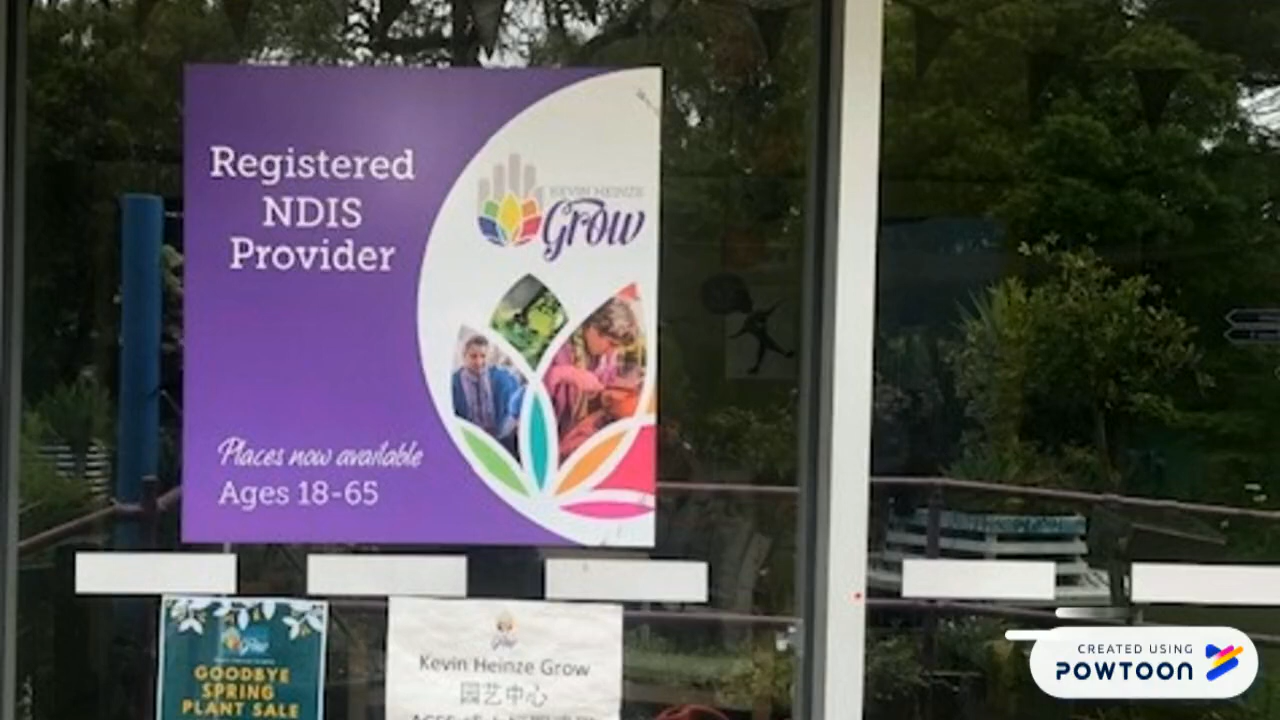 Registered
NDIS
Provider
KEVIN HEINZE
Grow
Places now available
Ages 18-65
GOODBYE
SPRING
PLANT SALE
Grow
Kevin Heinze Grow
园艺中心
CREATED USING
POWTOON